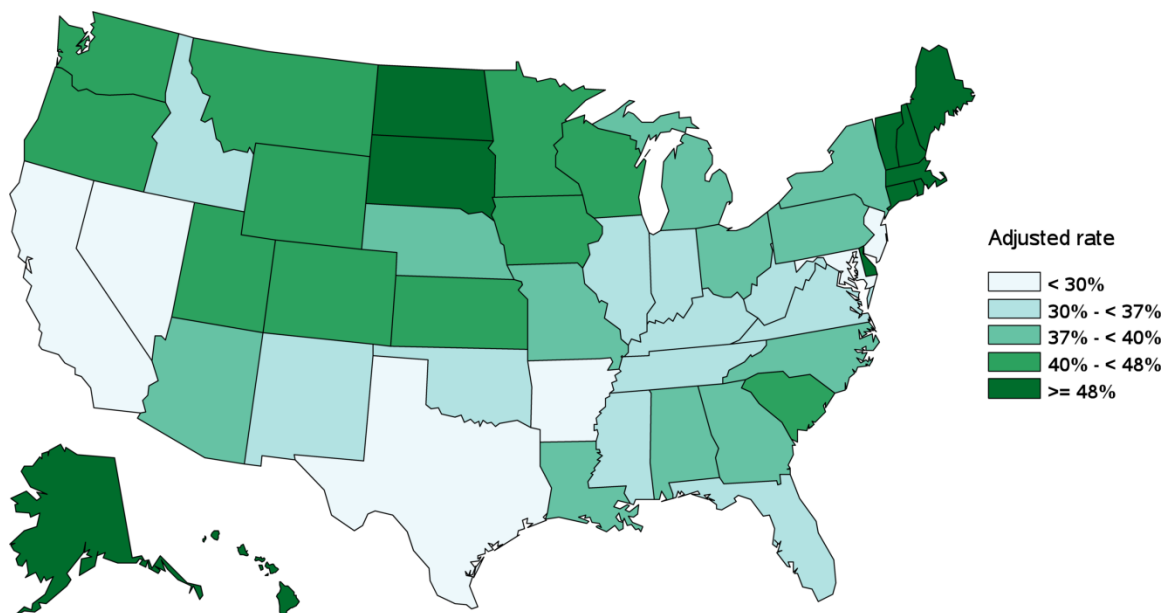 Adjusted rate
< 30%
30% - < 37%
37% - < 40%
40% - < 48%
>= 48%